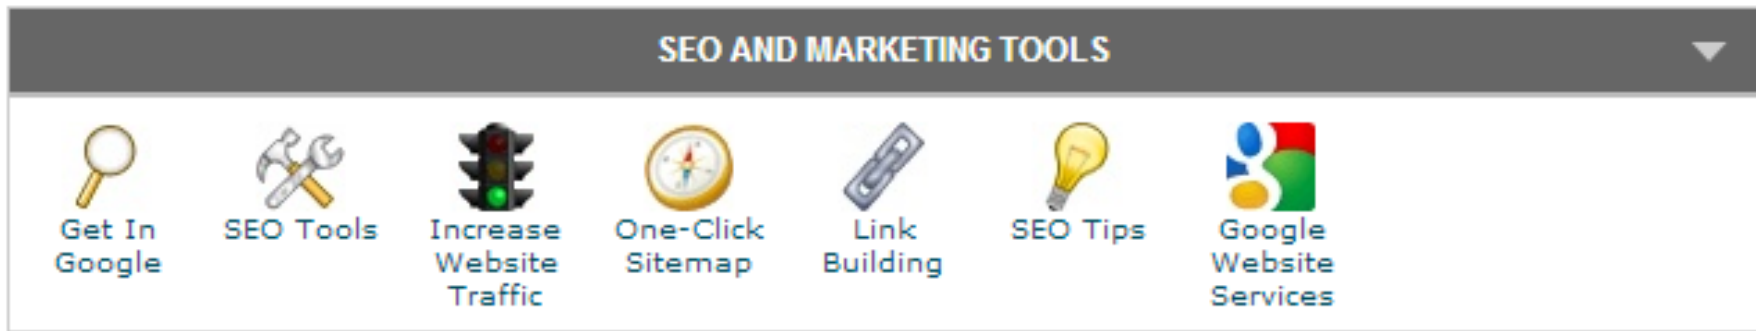 SEO AND MARKETING TOOLS
Get In
Google
SEO Tools
Increase
Website
Traffic
One-Click
Sitemap
Link
Building
SEO Tips
Google
Website
Services